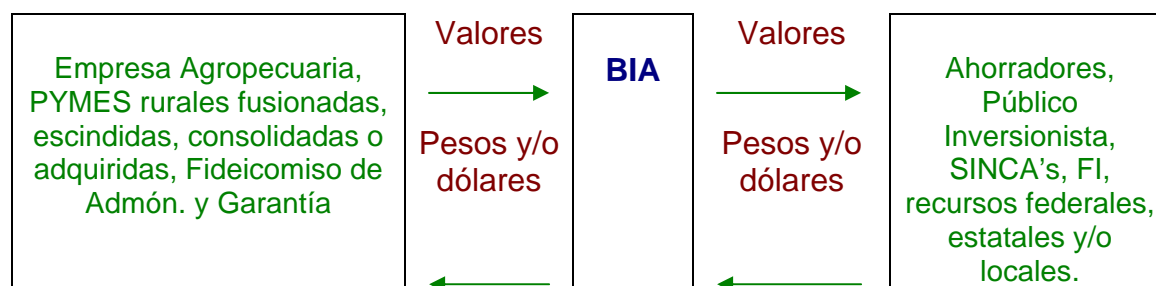 Empresa Agropecuaria,
PYMES rurales fusionadas,
escindidas, consolidadas o
adquiridas, Fideicomiso de
Admón. y Garantía
Valores
Pesos y/o
dólares
BIA
Valores
Pesos y/o
dólares
Ahorradores,
Público
Inversionista,
SINCA's, FI,
recursos federales,
estatales y/o
locales.